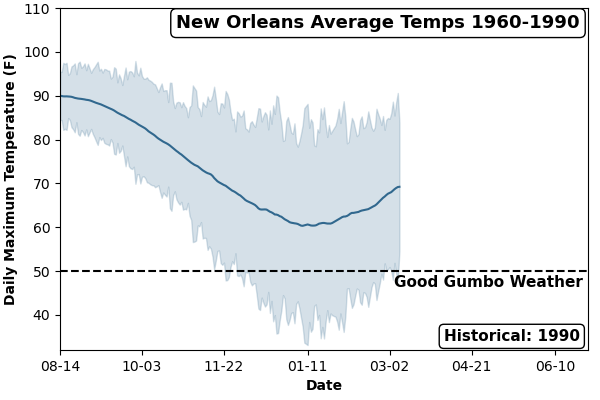 New Orleans Average Temps 1960-1990
110
100
90
80
70
60
50
40
Daily Maximum Temperature (F)
Good Gumbo Weather
Historical: 1990
08-14 10-03 11-22 01-11 03-02 04-21 06-10
Date